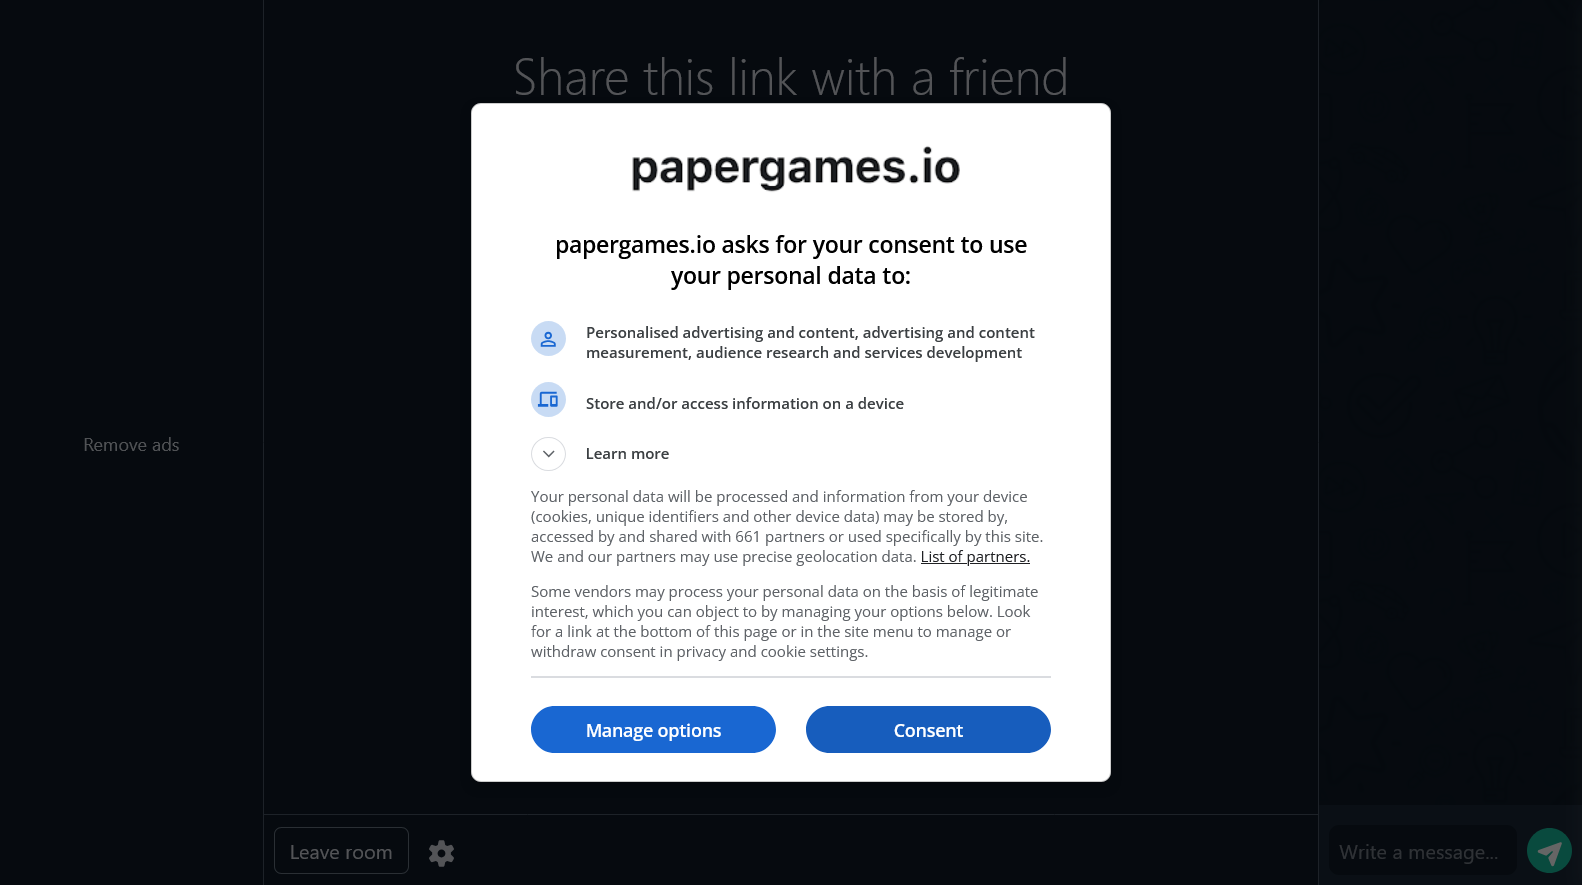 Share this link with a friend
papergames.io
papergames.io asks for your consent to use
your personal data to:
Personalised advertising and content, advertising and content
measurement, audience research and services development
Store and/or access information on a device
Learn more
Your personal data will be processed and information from your device
(cookies, unique identifiers and other device data) may be stored by,
accessed by and shared with 661 partners or used specifically by this site.
We and our partners may use precise geolocation data. List of partners.
Some vendors may process your personal data on the basis of legitimate
interest, which you can object to by managing your options below. Look
for a link at the bottom of this page or in the site menu to manage or
withdraw consent in privacy and cookie settings.
Manage options
Consent
Remove ads
Leave room
Write a message...